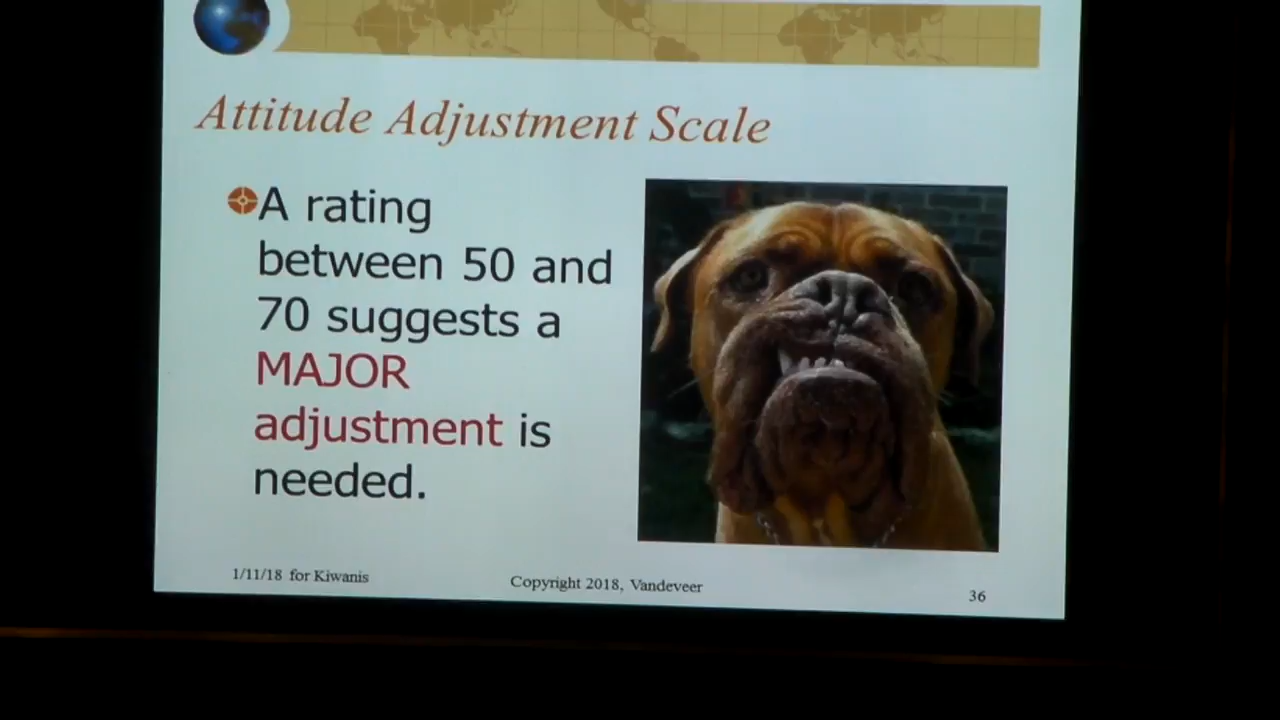 Attitude Adjustment Scale
A rating
between 50 and
70 suggests a
MAJOR
adjustment is
needed.
1/11/18 for Kiwanis
Copyright 2018, Vandeveer
36